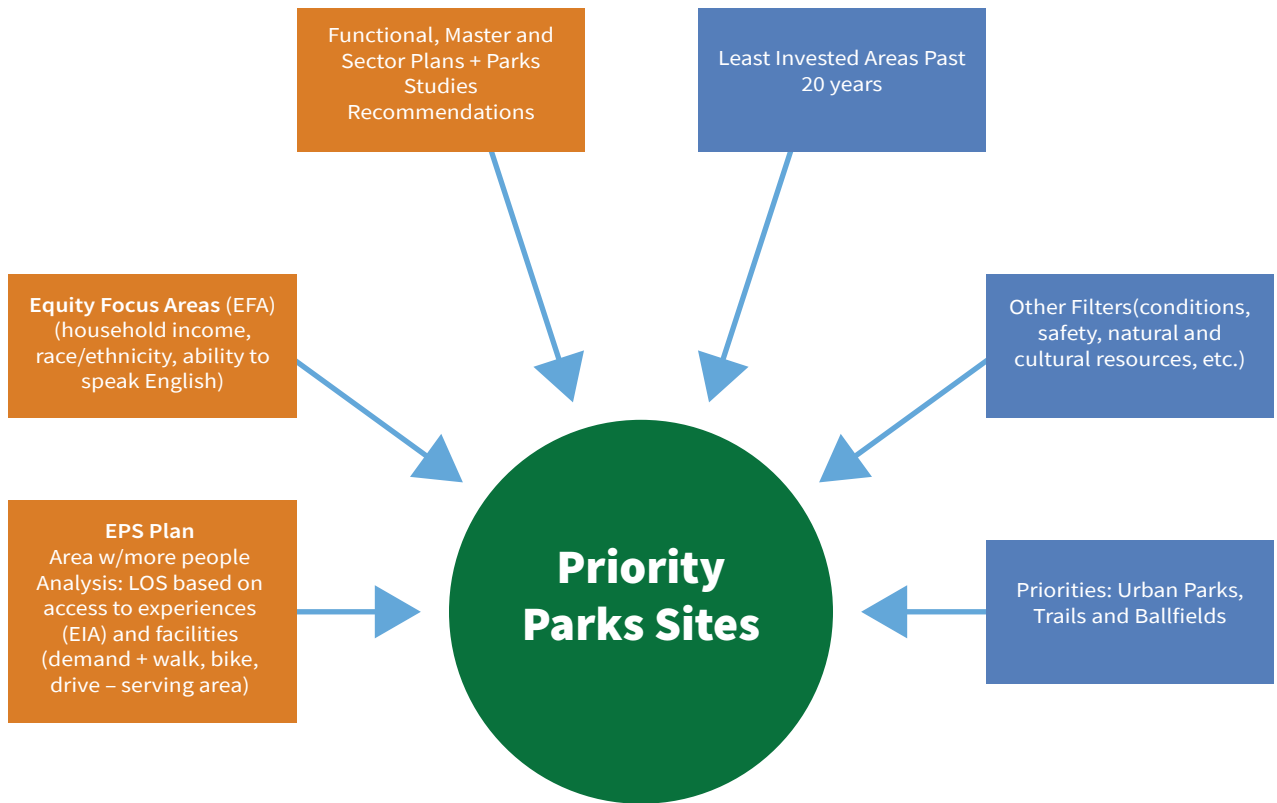 Functional, Master and
Sector Plans + Parks
Studies
Recommendations
Least Invested Areas Past
20 years
Equity Focus Areas (EFA)
(household income,
race/ethnicity, ability to
speak English)
Other Filters(conditions,
safety, natural and
cultural resources, etc.)
EPS Plan
Area w/more people
Analysis: LOS based on
access to experiences
(EIA) and facilities
(demand + walk, bike,
drive – serving area)
Priority
Parks Sites
Priorities: Urban Parks,
Trails and Ballfields